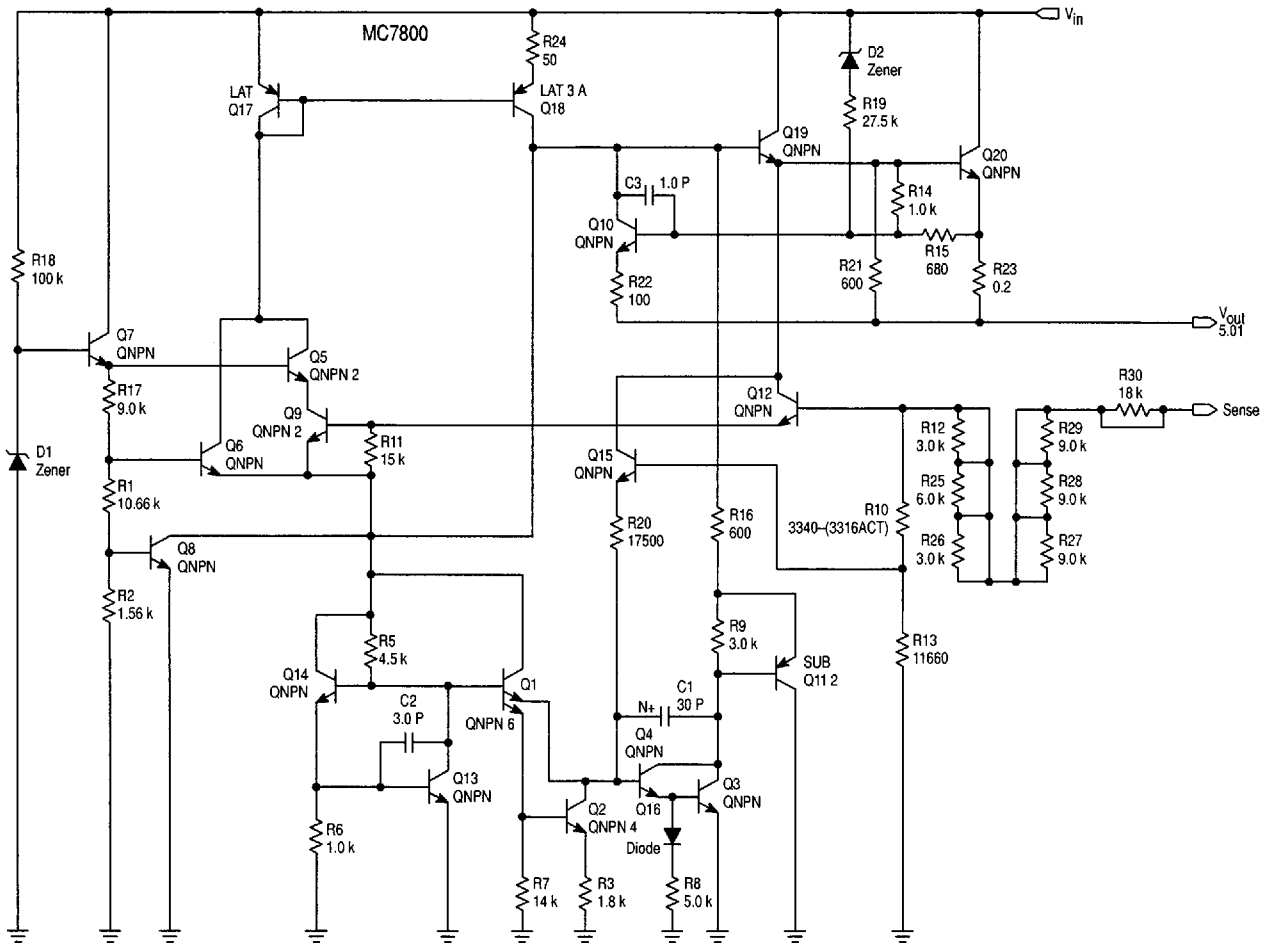 MC7800
Vin
R24
50
D2
Zener
LAT
Q17
LAT 3 A
Q18
R19
27.5 k
Q19
QNPN
Q20
QNPN
C3
1.0 P
R14
1.0 k
Q10
QNPN
R18
100 k
R15
680
R21
600
R23
0.2
R22
100
Vout
5.01
Q7
QNPN
Q5
QNPN 2
R17
9.0 k
R30
18 k
Q12
QNPN
Sense
Q9
QNPN 2
R12
3.0 k
R29
9.0 k
R11
15 k
Q6
QNPN
D1
Zener
Q15
QNPN
R25
6.0 k
R28
9.0 k
R1
10.66 k
R10
3340–(3316ACT)
R16
600
R20
17500
R26
3.0 k
R27
9.0 k
Q8
QNPN
R2
1.56 k
R9
3.0 k
R5
4.5 k
R13
11660
SUB
Q11 2
Q14
QNPN
Q1
QNPN 6
C1
30 P
N+
C2
3.0 P
Q4
QNPN
Q13
QNPN
Q3
QNPN
Q16
Q2
QNPN 4
R6
1.0 k
Diode
R7
14 k
R3
1.8 k
R8
5.0 k